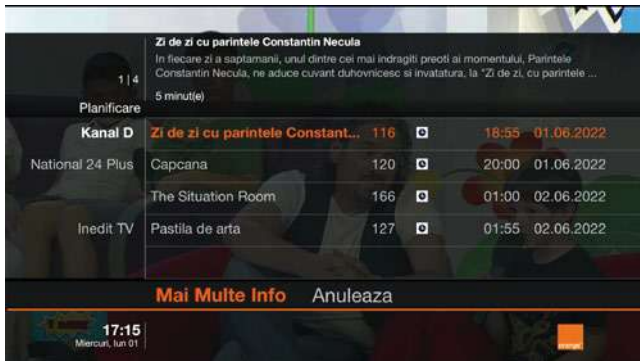 Zi de zi cu parintele Constantin Necula
In fiecare zi a saptamanii, unul dintre cei mai indragiti preoti ai momentului, Parintele
Constantin Necula, ne aduce cuvant duhovnicesc si invatatura, la "Zi de zi, cu parintele ...
1|4
5 minut(e)
Planificare
Kanal D Zi de zi cu parintele Constant... 116 18:55 01.06.2022
National 24 Plus Capcana 120 20:00 01.06.2022
The Situation Room 166 01:00 02.06.2022
Inedit TV Pastila de arta 127 01:55 02.06.2022
Mai Multe Info Anuleaza
17:15
Miercuri, Iun 01
orange